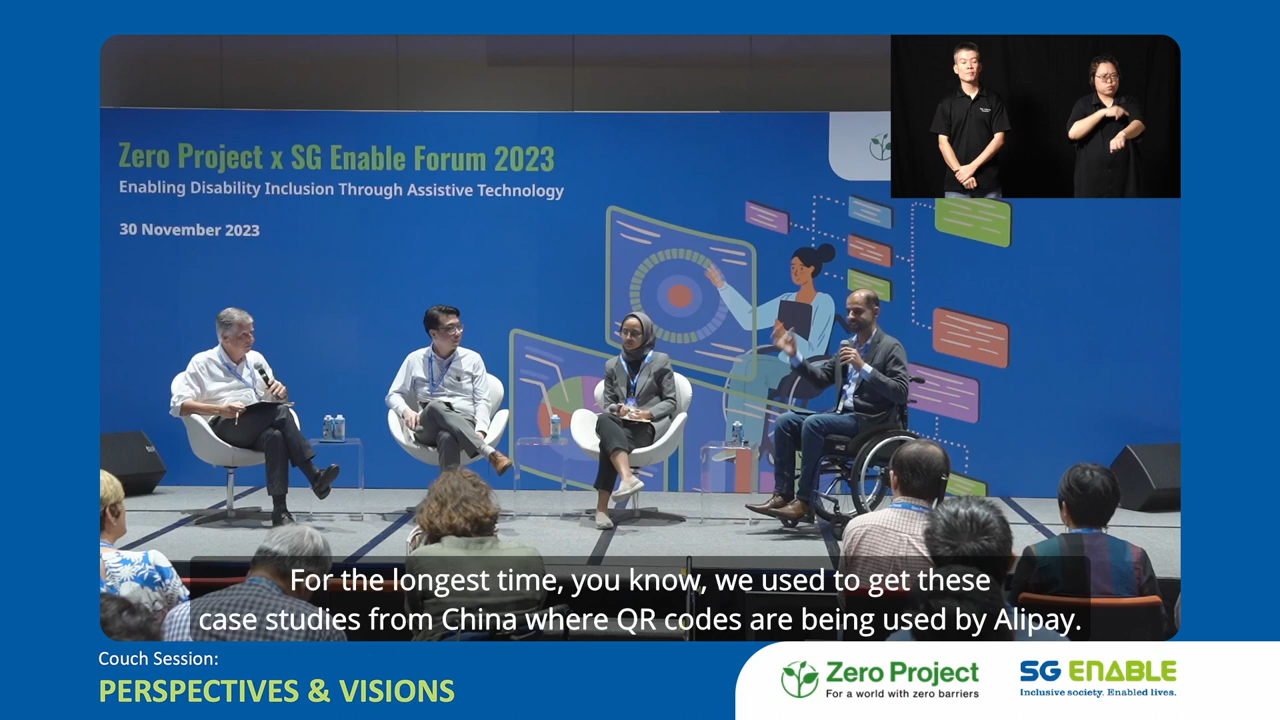 Zero Project x SG Enable Forum 2023
Enabling Disability Inclusion Through Assistive Technology
30 November 2023
For the longest time, you know, we used to get these
case studies from China where QR codes are being used by Alipay.
Couch Session:
PERSPECTIVES & VISIONS
Zero Project
For a world with zero barriers
SG ENABLE
Inclusive society. Enabled lives.